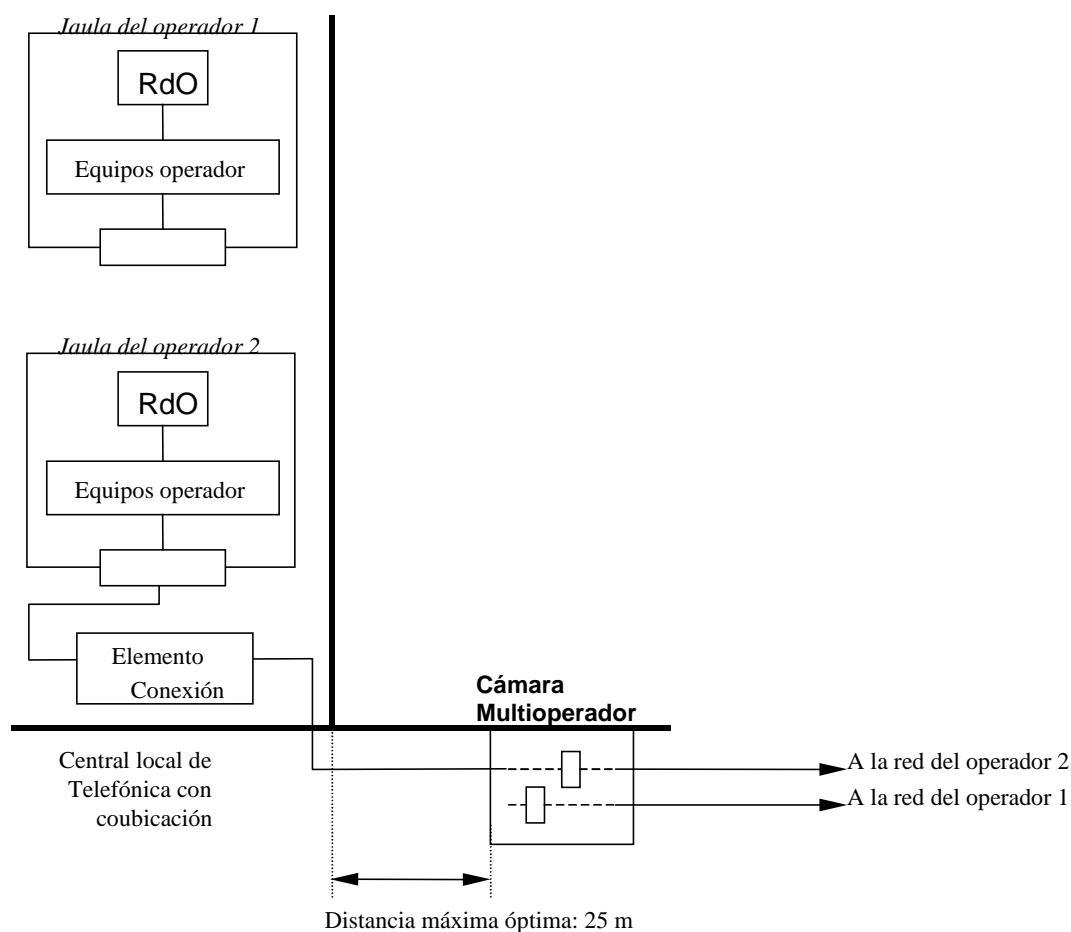 Jaula del operador 1
RdO
Equipos operador
Jaula del operador 2
RdO
Equipos operador
Elemento
Conexión
Cámara
Multioperador
Central local de
Telefónica con
coubicación
A la red del operador 2
A la red del operador 1
Distancia máxima óptima: 25 m